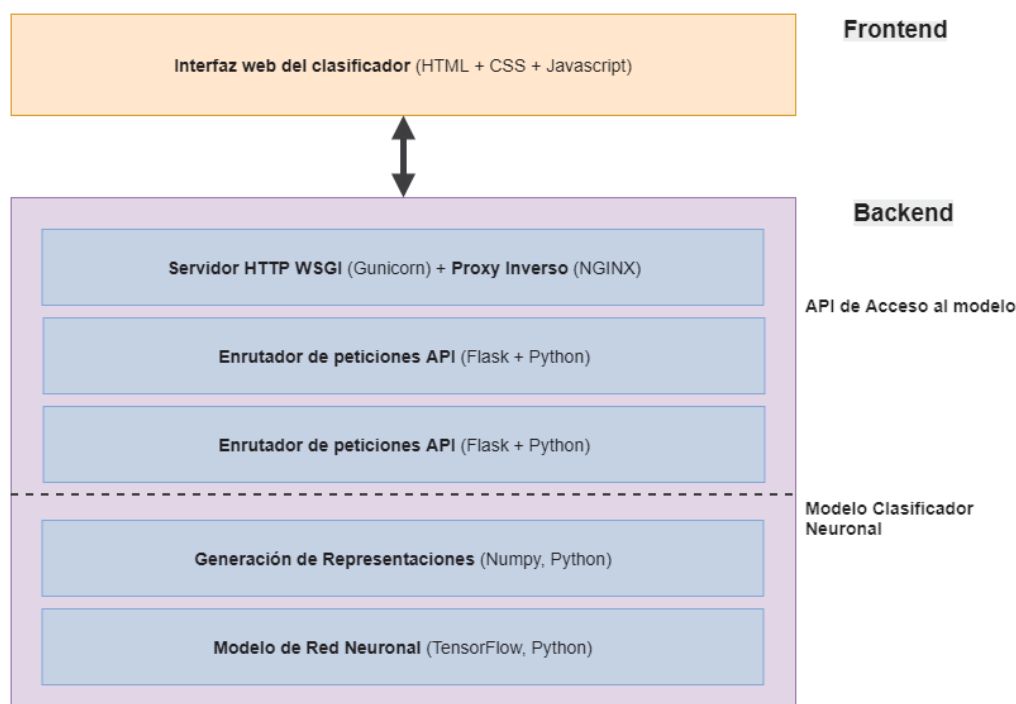 Frontend
Interfaz web del clasificador (HTML + CSS + Javascript)
Backend
Servidor HTTP WSGI (Gunicorn) + Proxy Inverso (NGINX)
API de Acceso al modelo
Enrutador de peticiones API (Flask + Python)
Enrutador de peticiones API (Flask + Python)
Modelo Clasificador
Neuronal
Generación de Representaciones (Numpy, Python)
Modelo de Red Neuronal (TensorFlow, Python)